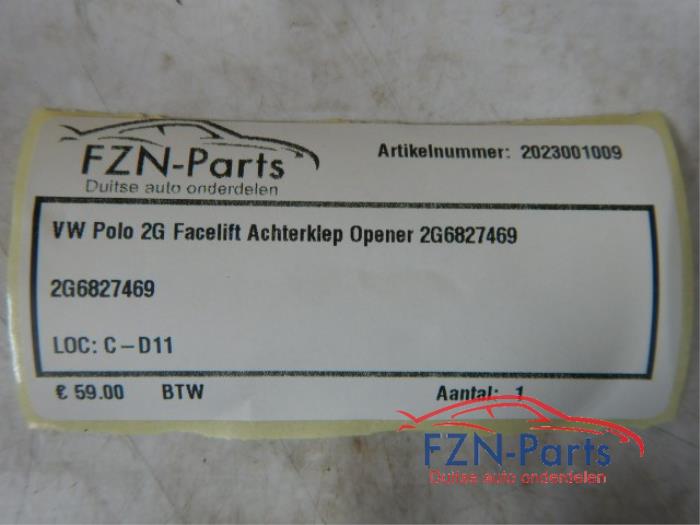 FZN-Parts
Duitse auto onderdelen
Artikelnummer: 2023001009
VW Polo 2G Facelift Achterklep Opener 2G6827469
2G6827469
LOC: C-D11
€ 59.00 BTW Aantal: 1
FZN-Parts
Duitse auto onderdelen